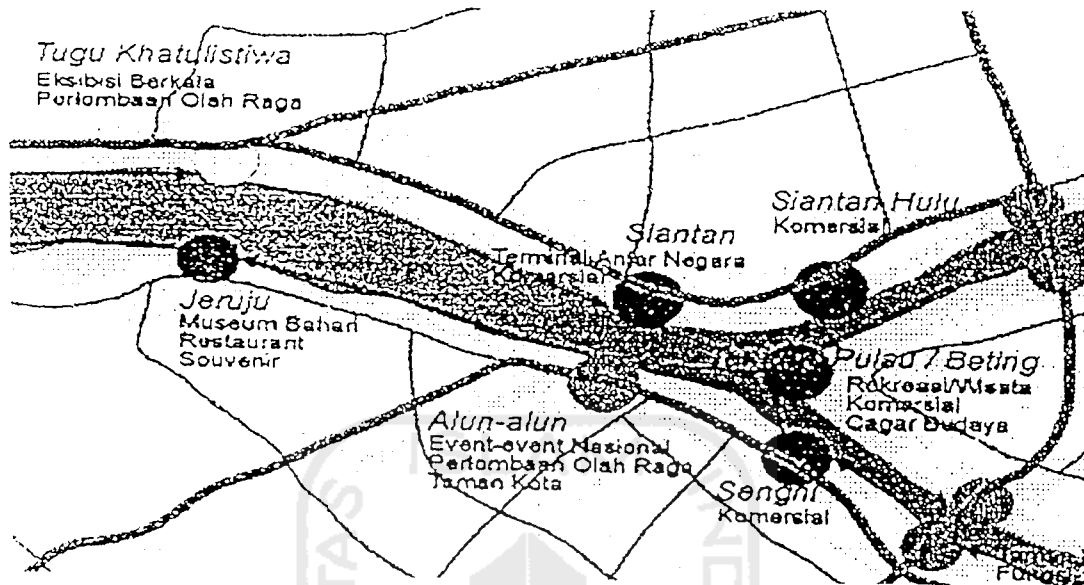 Tugu Khatulistiwa
Eksibisi Berkala
Perlombaan Olah Raga
Siantan Hulu
Komersial
Siantan
Terminal Antar Negara
Komersial
Jeruju
Museum Bahari
Restaurant
Souvenir
Pulau / Beting
Rekreasi/Wisata
Komersial
Cagar Budaya
Alun-alun
Event-event Nasional
Perlombaan Olah Raga
Taman Kota
Senghi
Komersial
TAS